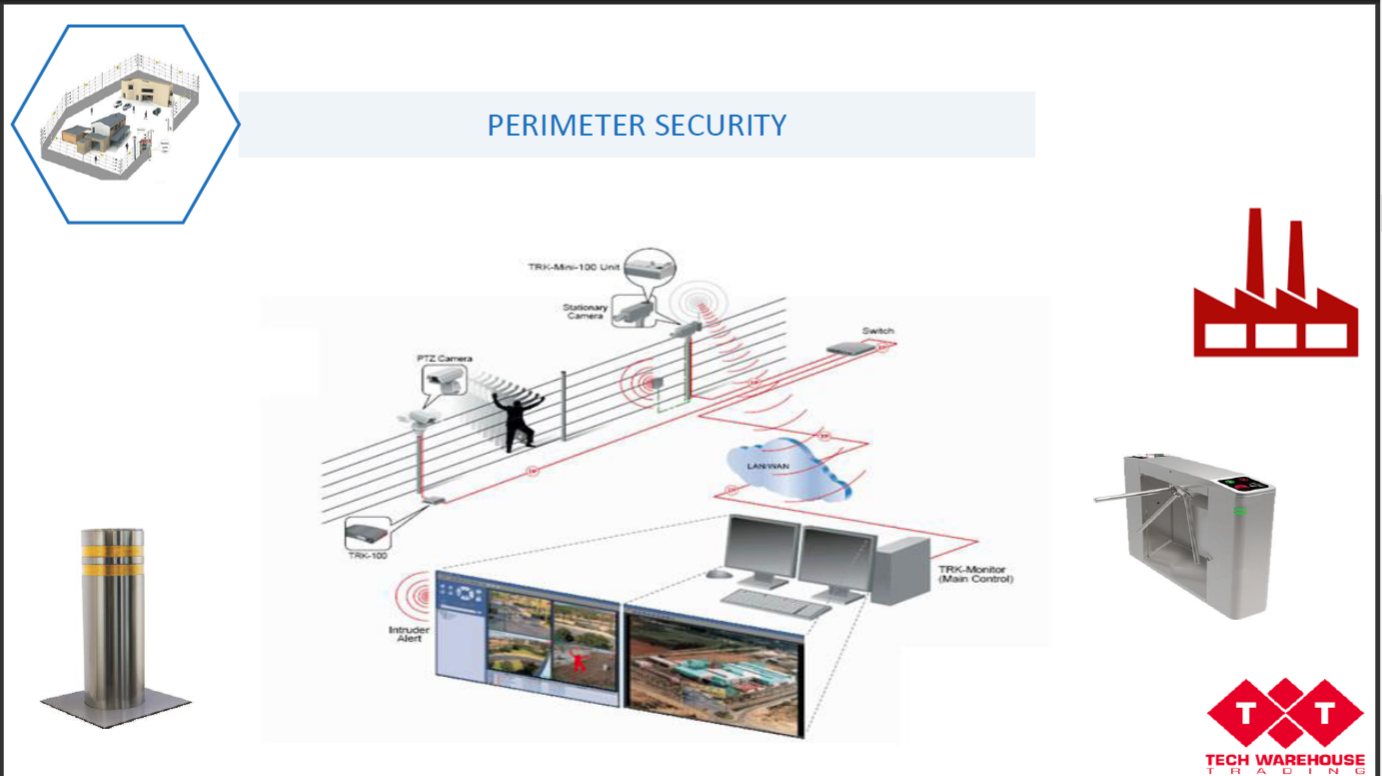 PERIMETER SECURITY
TRK-Mini-100 Unit
Stationary
Camera
Switch
PTZ Camera
LAN/WAN
TRK-100
TRK-Monitor
(Main Control)
Intruder
Alert
T T
TECH WAREHOUSE
TRADING